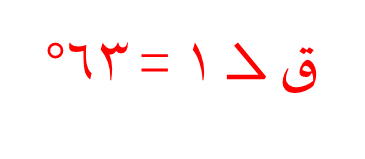 ق ∠ ١ = ٦٣°